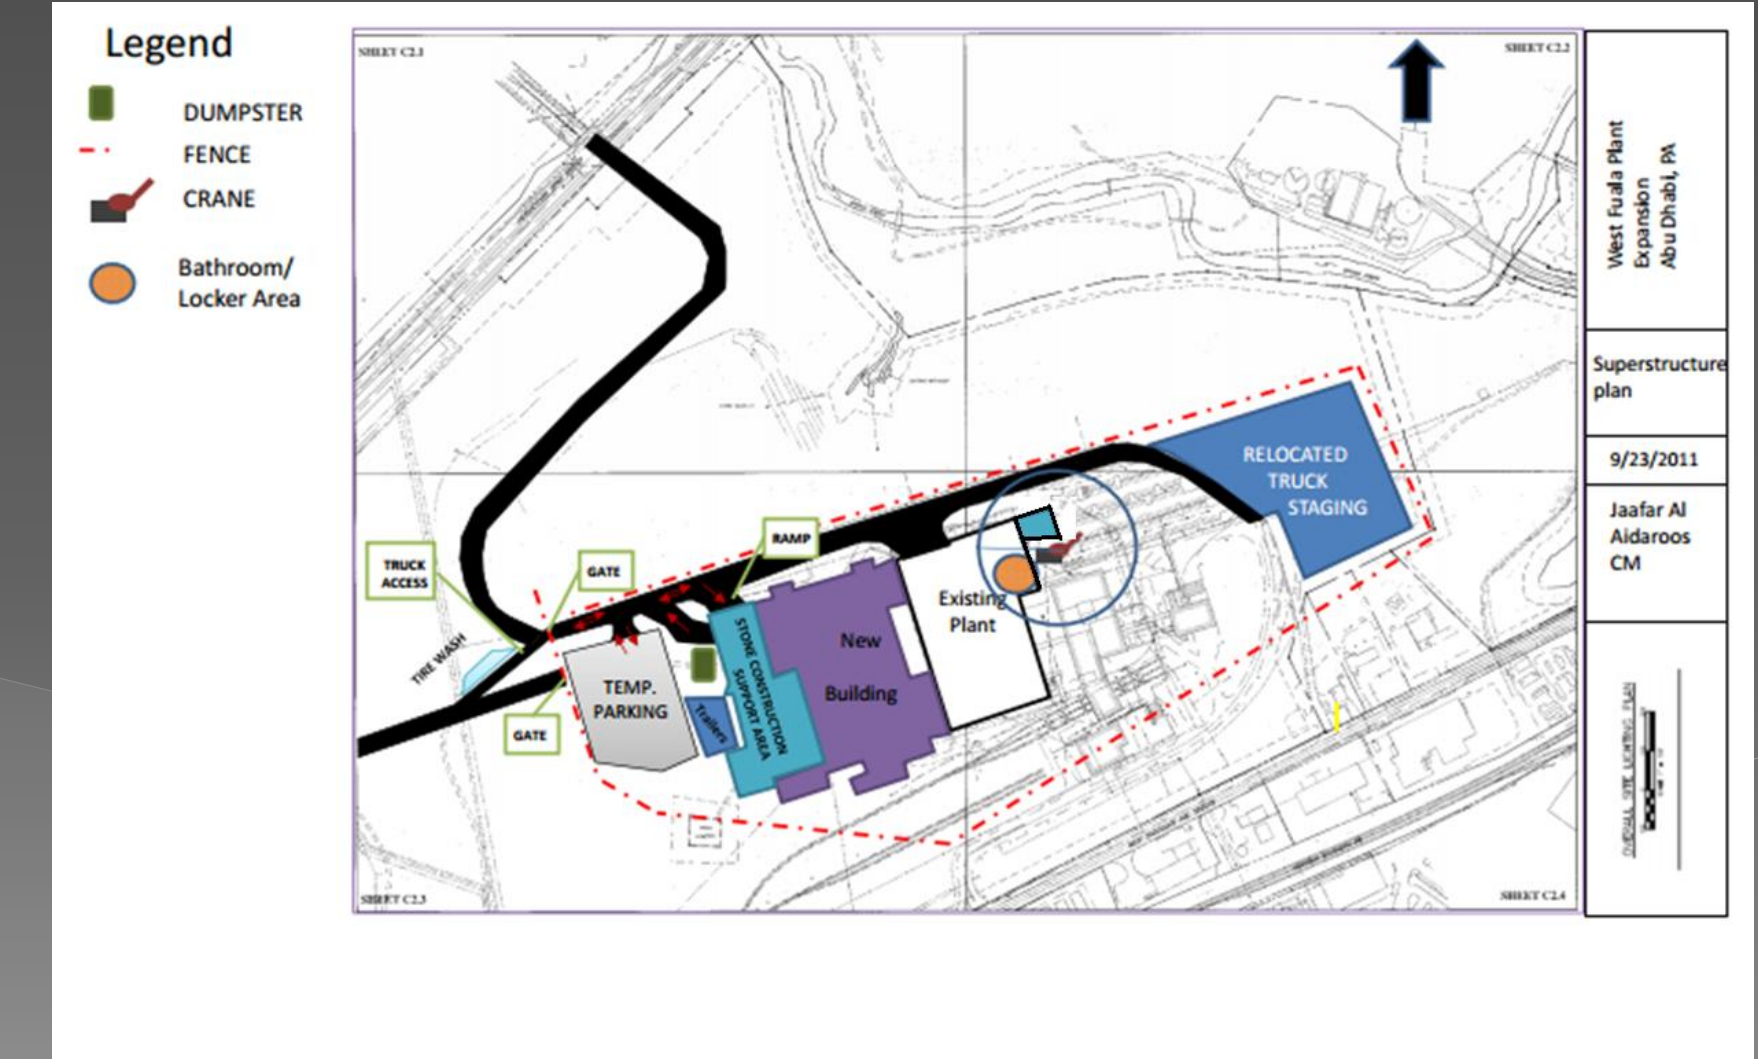 Legend
DUMPSTER
FENCE
CRANE
Bathroom/
Locker Area
SHEET C2.1
SHEET C2.2
TRUCK
ACCESS
GATE
RAMP
TIRE WASH
GATE
TEMP.
PARKING
Trailers
STONE CONSTRUCTION
SUPPORT AREA
New
Building
Existing
Plant
RELOCATED
TRUCK
STAGING
SHEET C2.3
SHEET C2.4
West Fuala Plant
Expansion
Abu Dhabi, PA
Superstructure
plan
9/23/2011
Jaafar Al
Aidaroos
CM